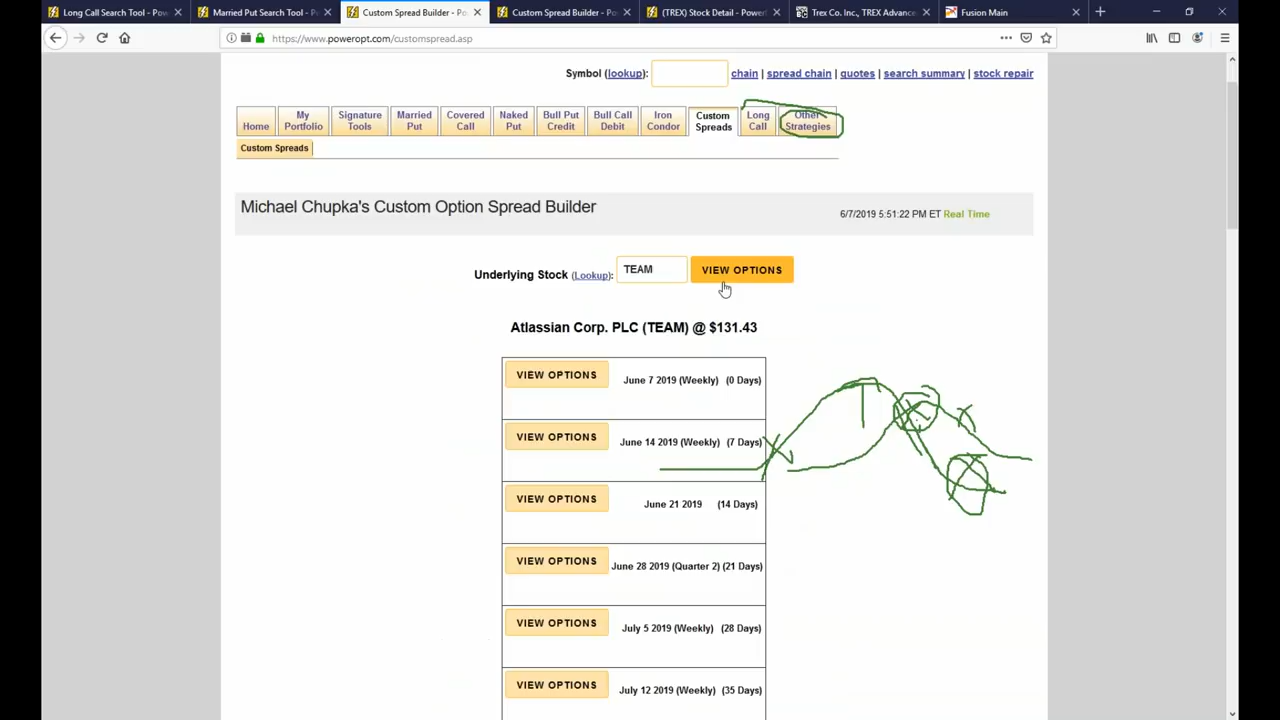 Long Call Search Tool - Pow
Married Put Search Tool - Po
Custom Spread Builder - Po
Custom Spread Builder - Po
(TREX) Stock Detail - Powerr
Trex Co. Inc., TREX Advance
Fusion Main
https://www.poweropt.com/customspread.asp
Symbol (lookup): chain | spread chain | quotes | search summary | stock repair
Home
My Portfolio
Signature Tools
Married Put
Covered Call
Naked Put
Bull Put Credit
Bull Call Debit
Iron Condor
Custom Spreads
Long Call
Other Strategies
Custom Spreads
Michael Chupka's Custom Option Spread Builder
6/7/2019 5:51:22 PM ET Real Time
Underlying Stock (Lookup): TEAM VIEW OPTIONS
Atlassian Corp. PLC (TEAM) @ $131.43
VIEW OPTIONS June 7 2019 (Weekly) (0 Days)
VIEW OPTIONS June 14 2019 (Weekly) (7 Days)
VIEW OPTIONS June 21 2019 (14 Days)
VIEW OPTIONS June 28 2019 (Quarter 2) (21 Days)
VIEW OPTIONS July 5 2019 (Weekly) (28 Days)
VIEW OPTIONS July 12 2019 (Weekly) (35 Days)